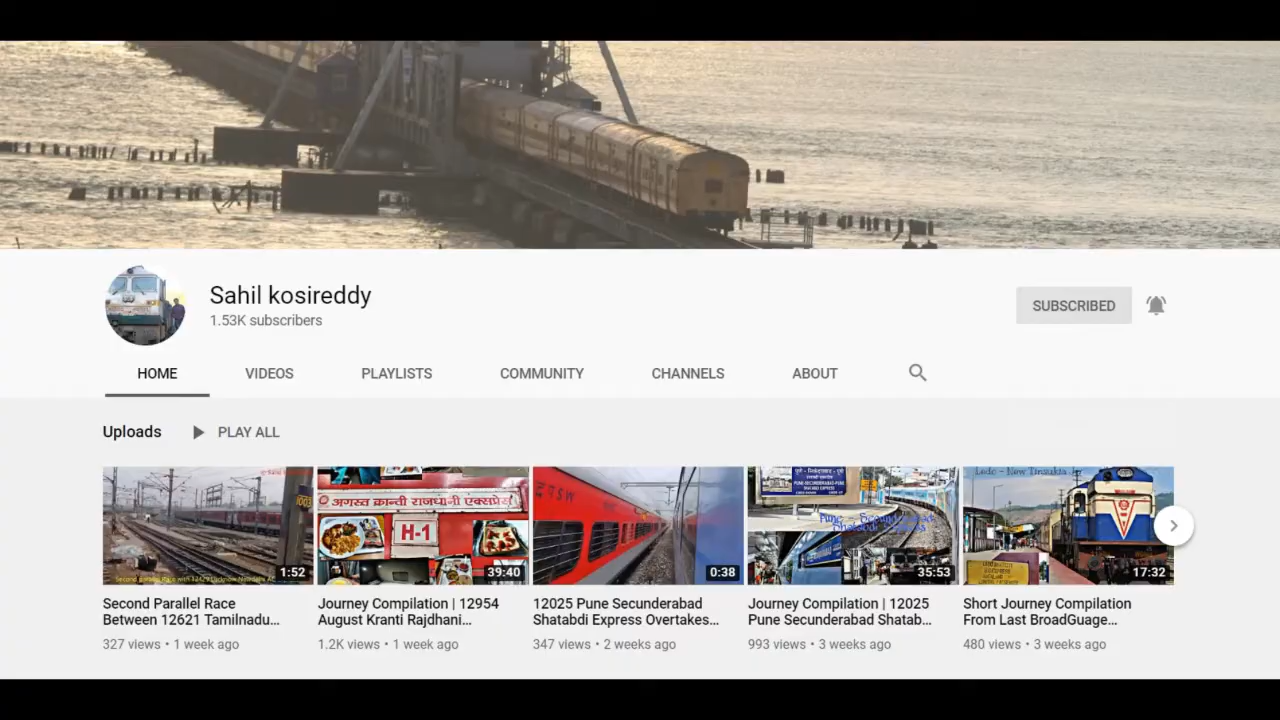 Sahil kosireddy
1.53K subscribers
SUBSCRIBED
HOME
VIDEOS
PLAYLISTS
COMMUNITY
CHANNELS
ABOUT
Uploads
PLAY ALL
1:52
अगस्त क्रान्ती राजधानी एक्सप्रेस
H-1
39:40
0:38
35:53
Ledo - New Tinsukia
17:32
Second Parallel Race
Between 12621 Tamilnadu...
327 views • 1 week ago
Journey Compilation | 12954
August Kranti Rajdhani...
1.2K views • 1 week ago
12025 Pune Secunderabad
Shatabdi Express Overtakes...
347 views • 2 weeks ago
Journey Compilation | 12025
Pune Secunderabad Shatab...
993 views • 3 weeks ago
Short Journey Compilation
From Last BroadGuage...
480 views • 3 weeks ago